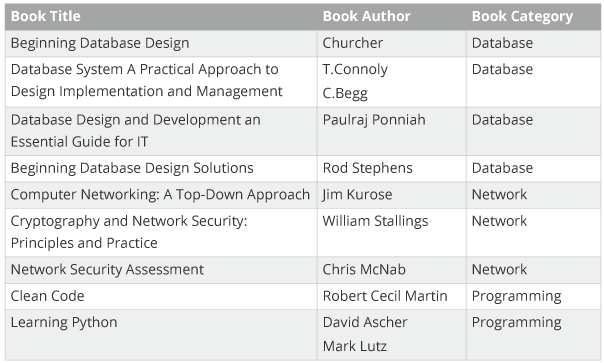 Book Title Book Author Book Category
Beginning Database Design Churcher Database
Database System A Practical Approach to T.Connoly Database
Design Implementation and Management C.Begg
Database Design and Development an Paulraj Ponniah Database
Essential Guide for IT
Beginning Database Design Solutions Rod Stephens Database
Computer Networking: A Top-Down Approach Jim Kurose Network
Cryptography and Network Security: William Stallings Network
Principles and Practice
Network Security Assessment Chris McNab Network
Clean Code Robert Cecil Martin Programming
Learning Python David Ascher Programming
Mark Lutz